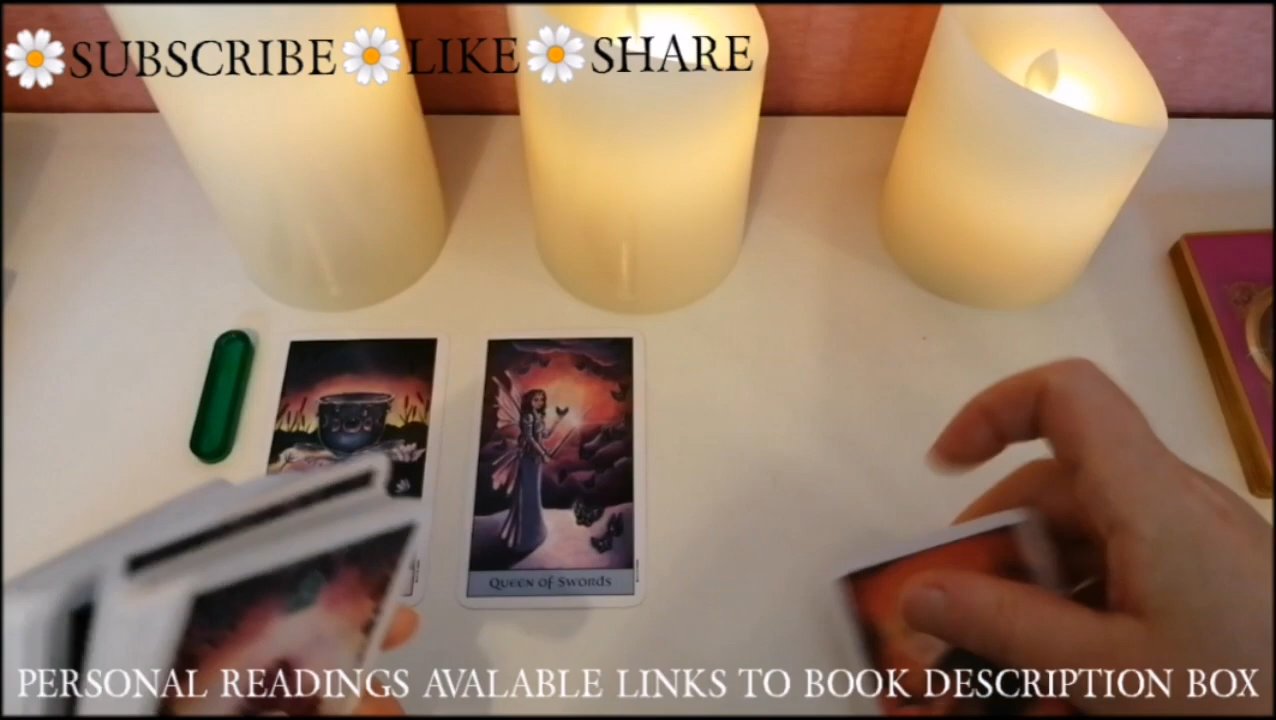 SUBSCRIBE LIKE SHARE
QUEEN OF SWORDS
PERSONAL READINGS AVALABLE LINKS TO BOOK DESCRIPTION BOX